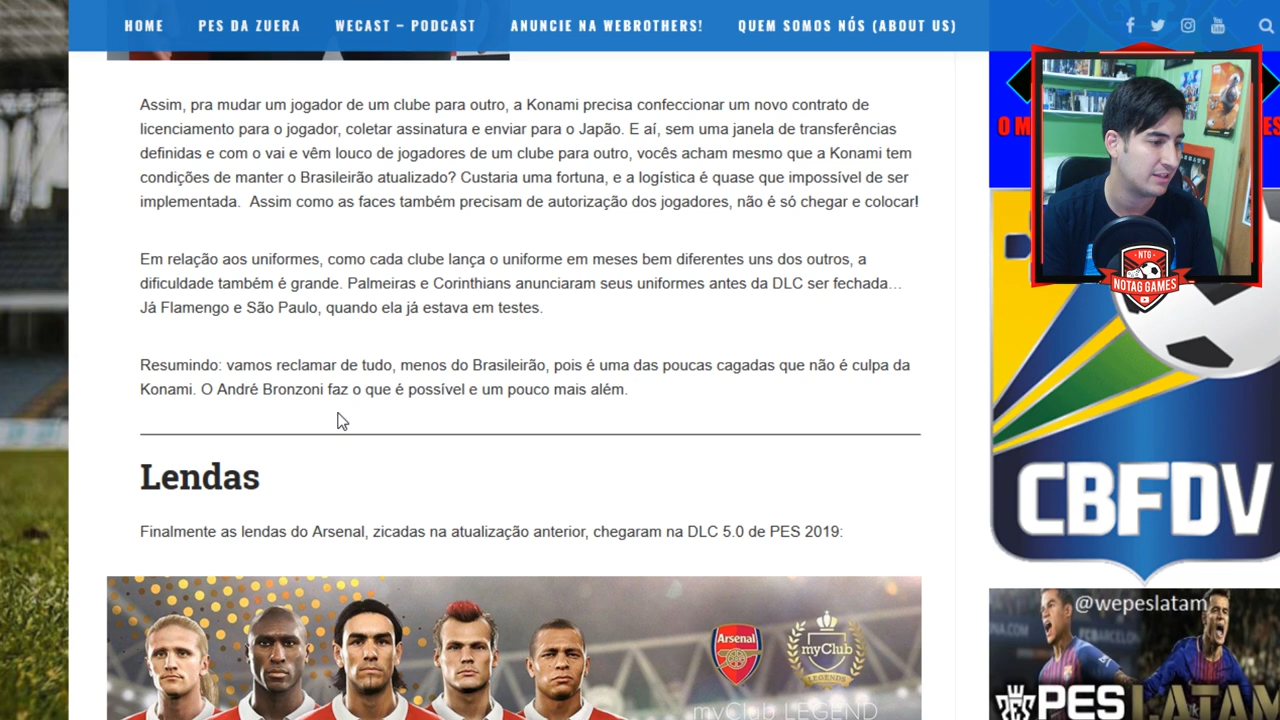 HOME PES DA ZUERA WECAST – PODCAST ANUNCIE NA WEBROTHERS! QUEM SOMOS NÓS (ABOUT US)
Assim, pra mudar um jogador de um clube para outro, a Konami precisa confeccionar um novo contrato de
licenciamento para o jogador, coletar assinatura e enviar para o Japão. E aí, sem uma janela de transferências
definidas e com o vai e vêm louco de jogadores de um clube para outro, vocês acham mesmo que a Konami tem
condições de manter o Brasileirão atualizado? Custaria uma fortuna, e a logística é quase que impossível de ser
implementada. Assim como as faces também precisam de autorização dos jogadores, não é só chegar e colocar!
Em relação aos uniformes, como cada clube lança o uniforme em meses bem diferentes uns dos outros, a
dificuldade também é grande. Palmeiras e Corinthians anunciaram seus uniformes antes da DLC ser fechada…
Já Flamengo e São Paulo, quando ela já estava em testes.
Resumindo: vamos reclamar de tudo, menos do Brasileirão, pois é uma das poucas cagadas que não é culpa da
Konami. O André Bronzoni faz o que é possível e um pouco mais além.
Lendas
Finalmente as lendas do Arsenal, zicadas na atualização anterior, chegaram na DLC 5.0 de PES 2019:
Arsenal
myClub
LEGENDS
myClub LEGEND
O M
ES
NTG
NOTAG GAMES
CBFDV
@wepeslatam
PES LATAM